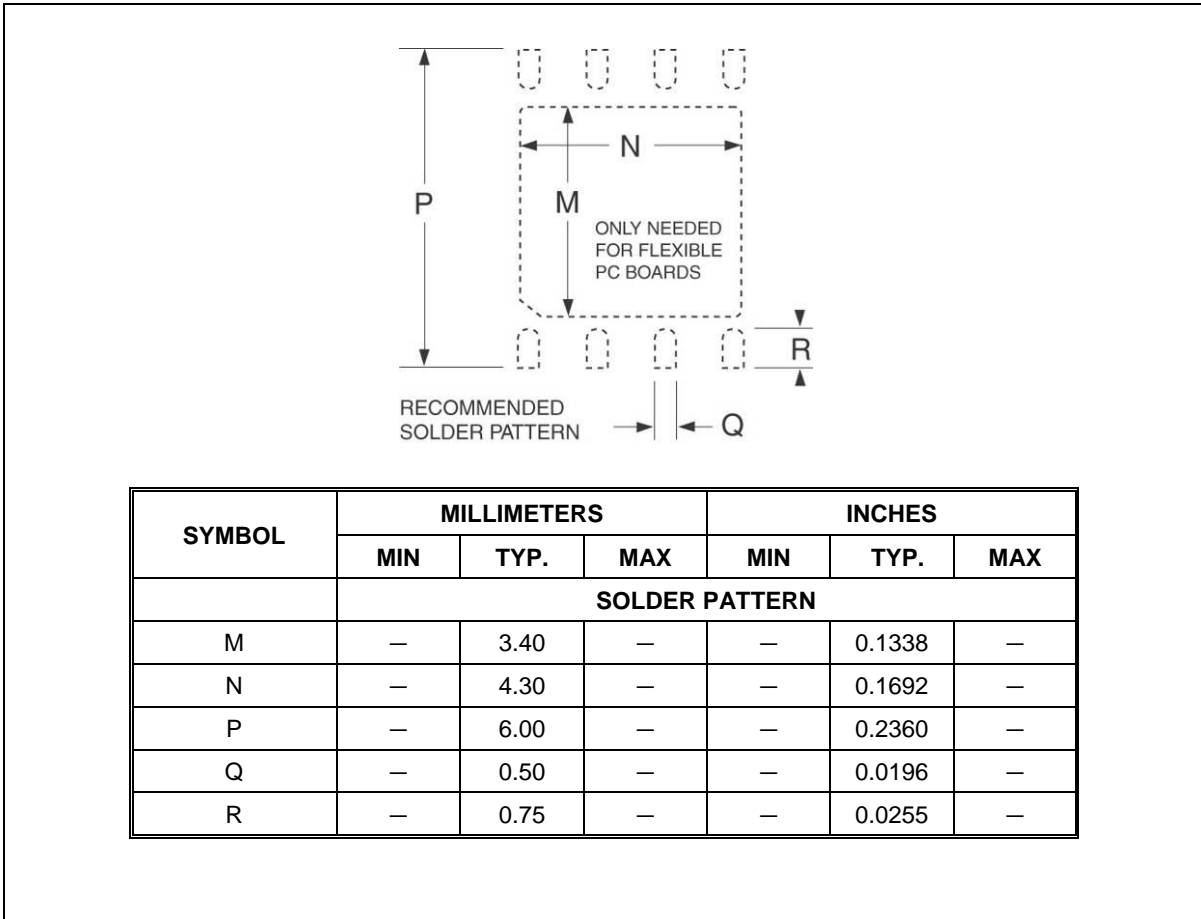 N
P
M
ONLY NEEDED
FOR FLEXIBLE
PC BOARDS
R
RECOMMENDED
SOLDER PATTERN
Q
SYMBOL MILLIMETERS INCHES
MIN TYP. MAX MIN TYP. MAX
SOLDER PATTERN
M — 3.40 — — 0.1338 —
N — 4.30 — — 0.1692 —
P — 6.00 — — 0.2360 —
Q — 0.50 — — 0.0196 —
R — 0.75 — — 0.0255 —